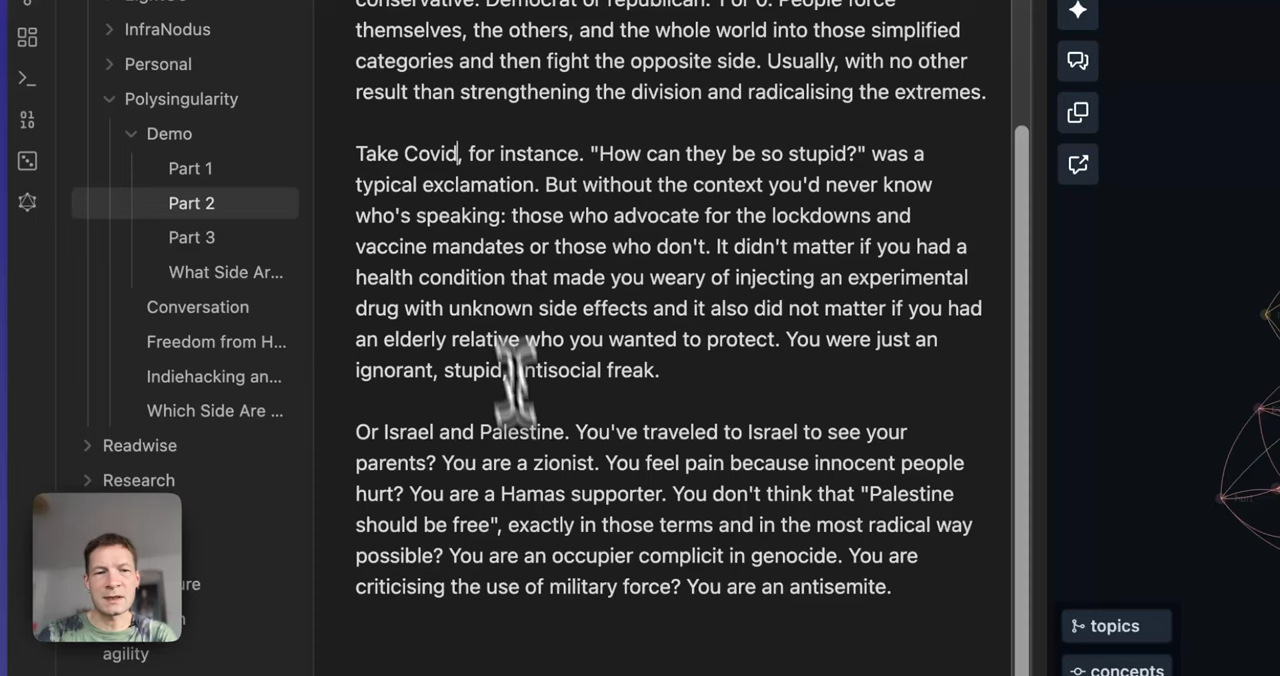 InfraNodus
Personal
Polysingularity
Demo
Part 1
Part 2
Part 3
What Side Ar...
Conversation
Freedom from H...
Indiehacking an...
Which Side Are ...
Readwise
Research
agility
conservative. Democrat or republican. 1 or 0. People force
themselves, the others, and the whole world into those simplified
categories and then fight the opposite side. Usually, with no other
result than strengthening the division and radicalising the extremes.
Take Covid, for instance. "How can they be so stupid?" was a
typical exclamation. But without the context you'd never know
who's speaking: those who advocate for the lockdowns and
vaccine mandates or those who don't. It didn't matter if you had a
health condition that made you weary of injecting an experimental
drug with unknown side effects and it also did not matter if you had
an elderly relative who you wanted to protect. You were just an
ignorant, stupid, antisocial freak.
Or Israel and Palestine. You've traveled to Israel to see your
parents? You are a zionist. You feel pain because innocent people
hurt? You are a Hamas supporter. You don't think that "Palestine
should be free", exactly in those terms and in the most radical way
possible? You are an occupier complicit in genocide. You are
criticising the use of military force? You are an antisemite.
topics
concepts